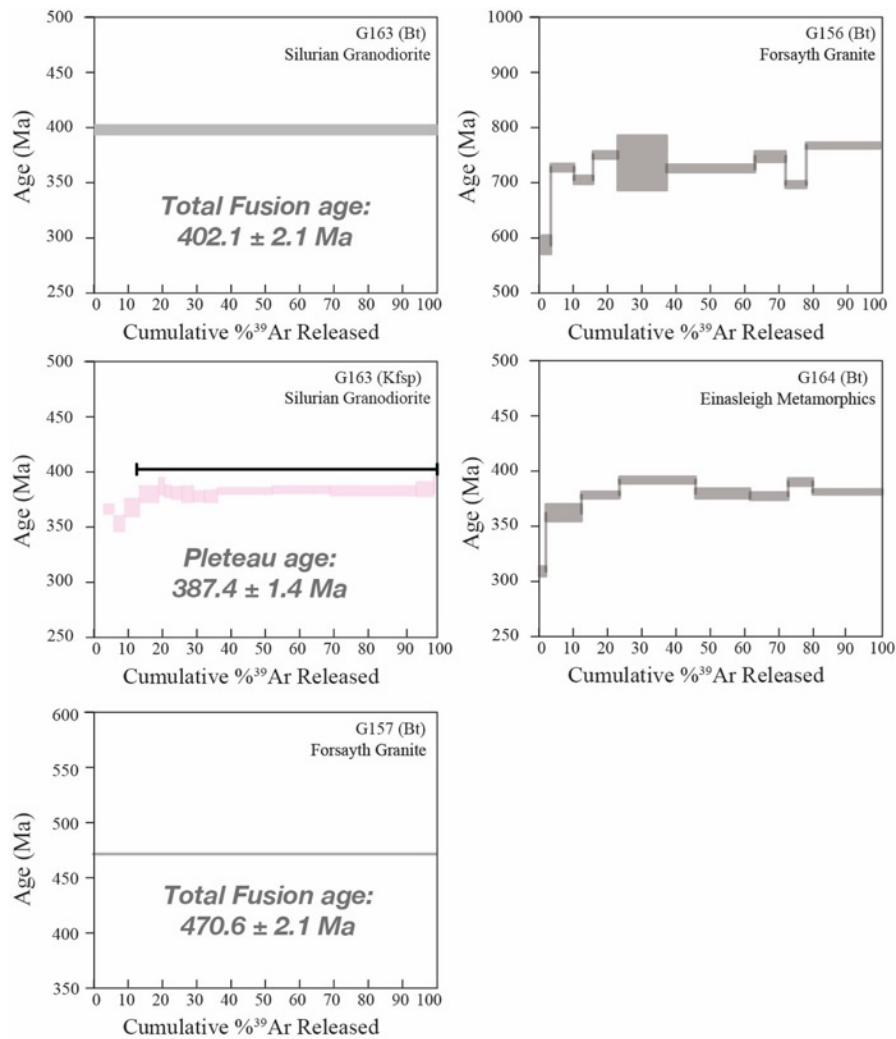 G163 (Bt)
Silurian Granodiorite
500
450
400
350
300
250
Age (Ma)
Total Fusion age:
402.1 ± 2.1 Ma
0 10 20 30 40 50 60 70 80 90 100
Cumulative %³⁹Ar Released
G156 (Bt)
Forsayth Granite
1000
900
800
700
600
500
Age (Ma)
0 10 20 30 40 50 60 70 80 90 100
Cumulative %³⁹Ar Released
G163 (Kfsp)
Silurian Granodiorite
500
450
400
350
300
250
Age (Ma)
Pleteau age:
387.4 ± 1.4 Ma
0 10 20 30 40 50 60 70 80 90 100
Cumulative %³⁹Ar Released
G164 (Bt)
Einasleigh Metamorphics
500
450
400
350
300
250
Age (Ma)
0 10 20 30 40 50 60 70 80 90 100
Cumulative %³⁹Ar Released
G157 (Bt)
Forsayth Granite
600
550
500
450
400
350
Age (Ma)
Total Fusion age:
470.6 ± 2.1 Ma
0 10 20 30 40 50 60 70 80 90 100
Cumulative %³⁹Ar Released